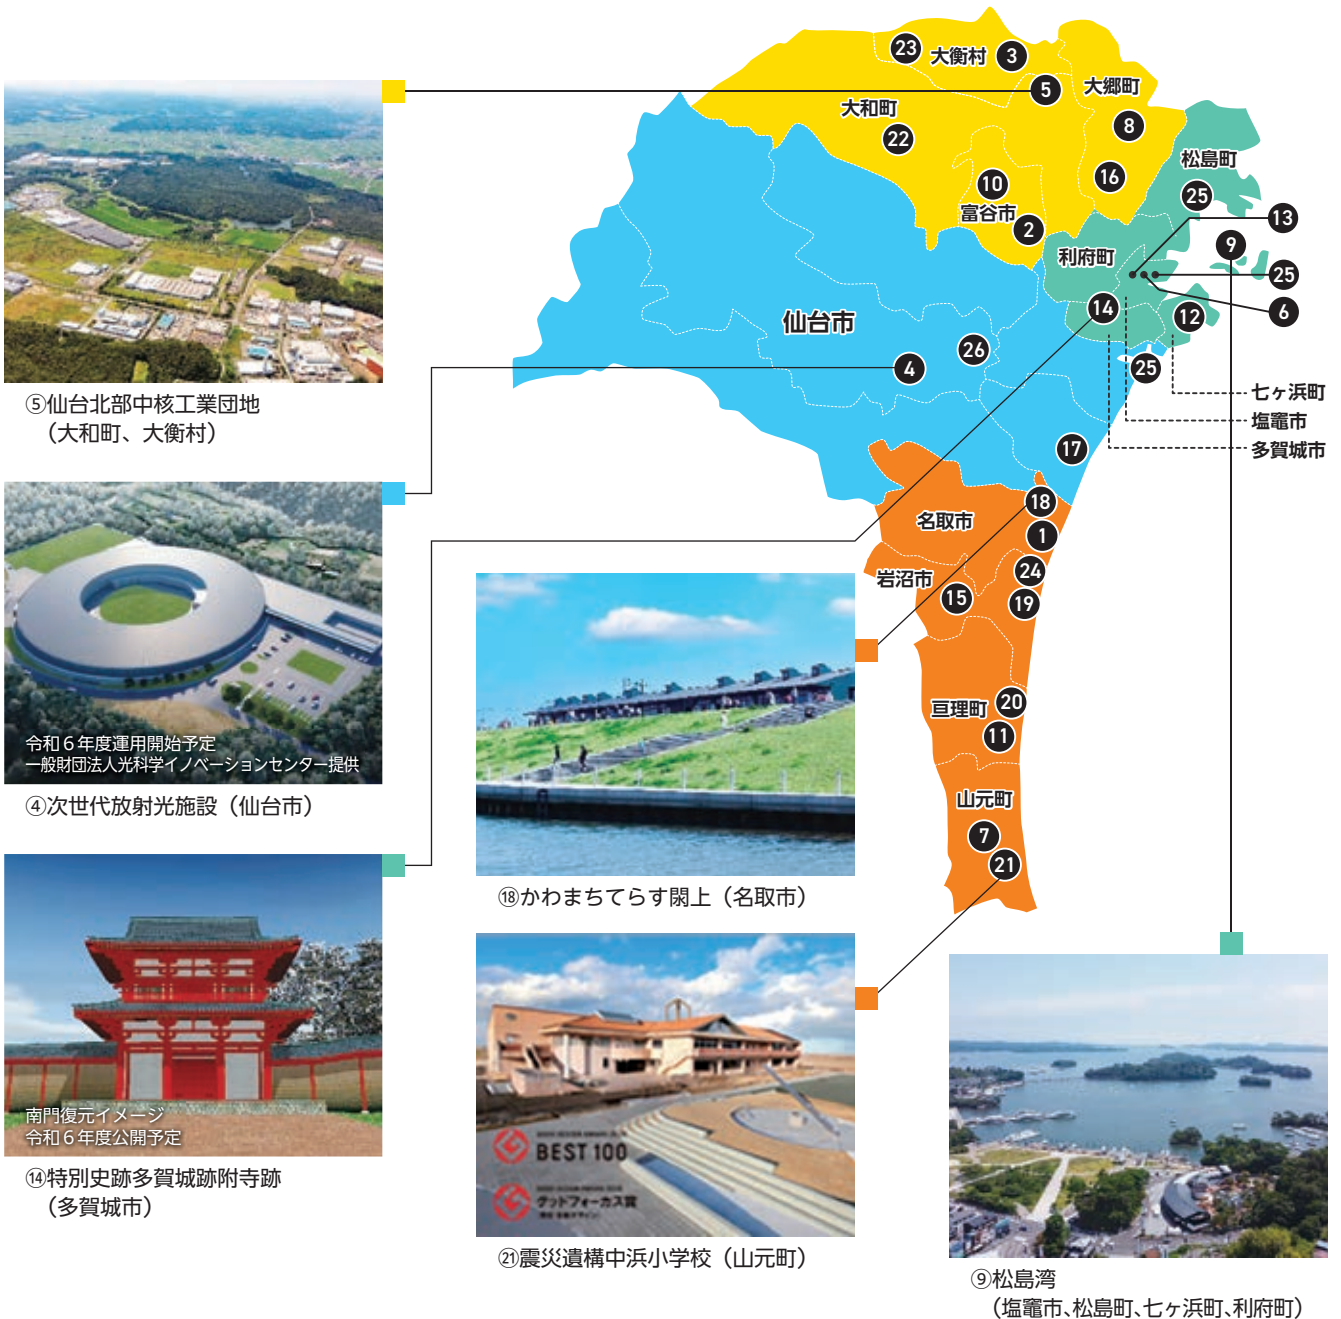 23
大衡村
3
5
大郷町
大和町
8
22
松島町
16
10
25
富谷市
2
13
9
利府町
25
14
12
6
仙台市
26
4
25
七ヶ浜町
塩竈市
多賀城市
17
18
名取市
1
岩沼市
24
15
19
20
亘理町
11
山元町
7
21
⑤仙台北部中核工業団地
（大和町、大衡村）
令和６年度運用開始予定
一般財団法人光科学イノベーションセンター提供
④次世代放射光施設（仙台市）
南門復元イメージ
令和６年度公開予定
⑭特別史跡多賀城跡附寺跡
（多賀城市）
⑱かわまちてらす閖上（名取市）
BEST 100
グッドフォーカス賞
㉑震災遺構中浜小学校（山元町）
⑨松島湾
（塩竈市、松島町、七ヶ浜町、利府町）